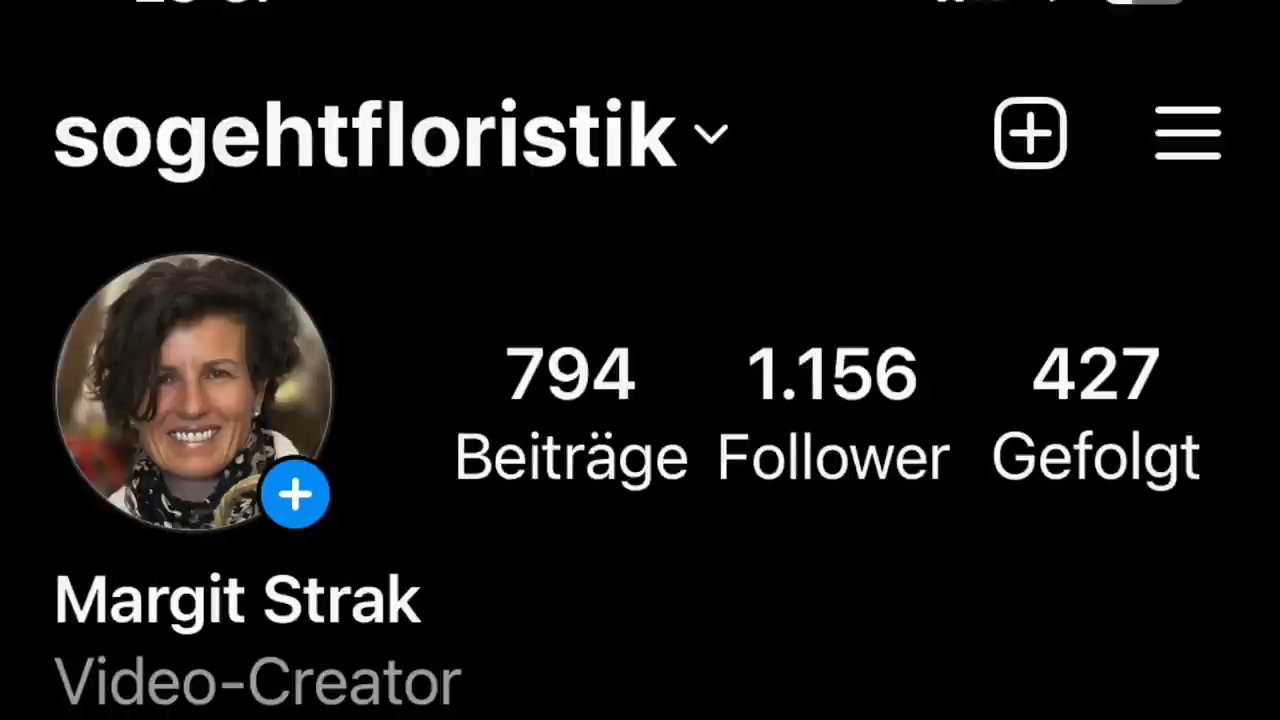 sogehtfloristik
794 1.156 427
Beiträge Follower Gefolgt
Margit Strak
Video-Creator